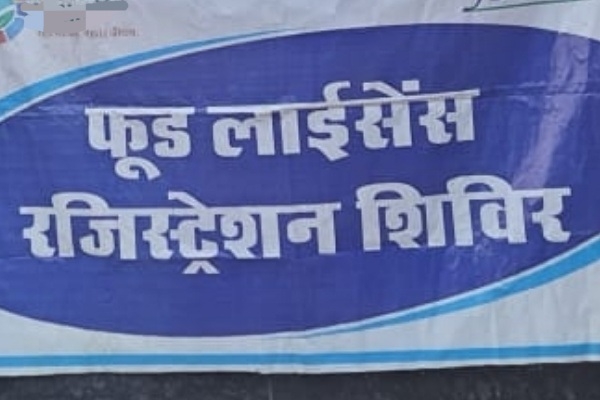 फूड लाईसेंस
रजिस्ट्रेशन शिविर